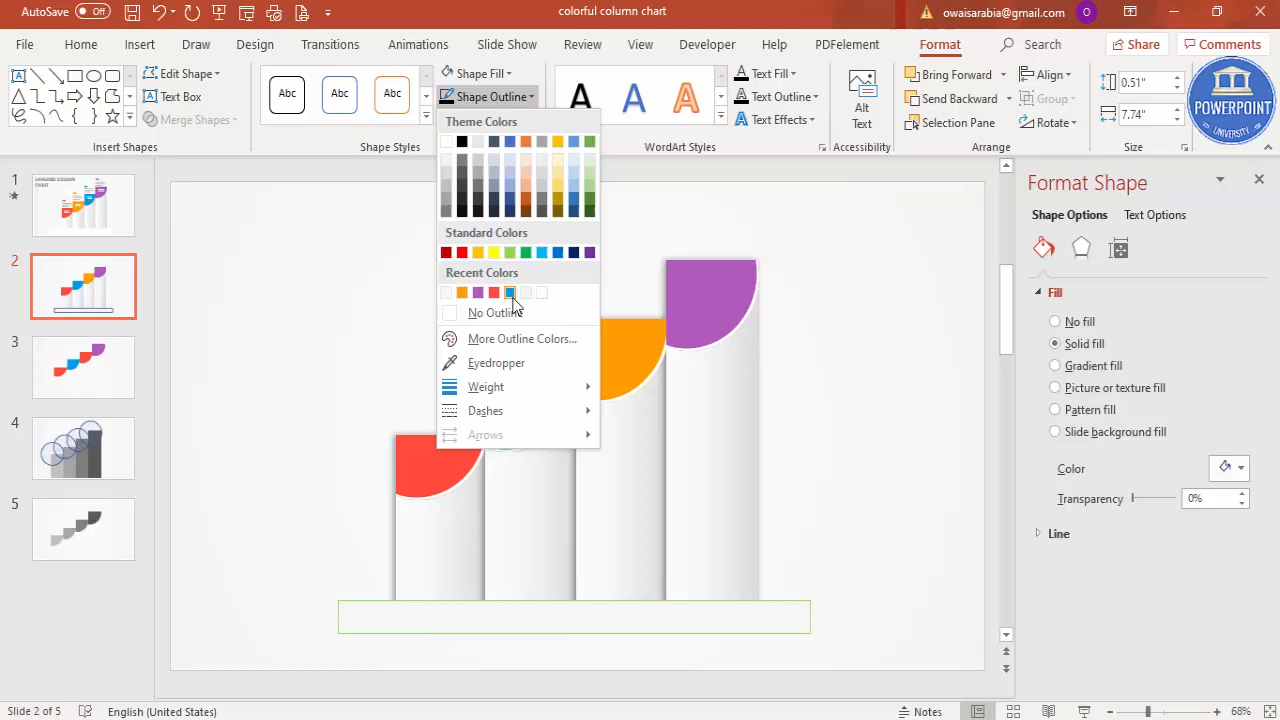 AutoSave Off
colorful column chart
owaisarabia@gmail.com
O
File Home Insert Draw Design Transitions Animations Slide Show Review View Developer Help PDFelement Format Search Share Comments
Edit Shape
Text Box
Merge Shapes
Insert Shapes
Abc Abc Abc
Shape Fill
Shape Outline
Shape Styles
A A A
Text Fill
Text Outline
Text Effects
WordArt Styles
Alt
Text
Accessibility
Bring Forward
Send Backward
Selection Pane
Align
Group
Rotate
Arrange
0.51"
7.74"
Size
POWERPOINT
UNIVERSITY
Theme Colors
Standard Colors
Recent Colors
No Outline
More Outline Colors...
Eyedropper
Weight
Dashes
Arrows
1
2
3
4
5
Format Shape
Shape Options Text Options
Fill
No fill
Solid fill
Gradient fill
Picture or texture fill
Pattern fill
Slide background fill
Color
Transparency 0%
Line
Slide 2 of 5 English (United States) Notes 68%